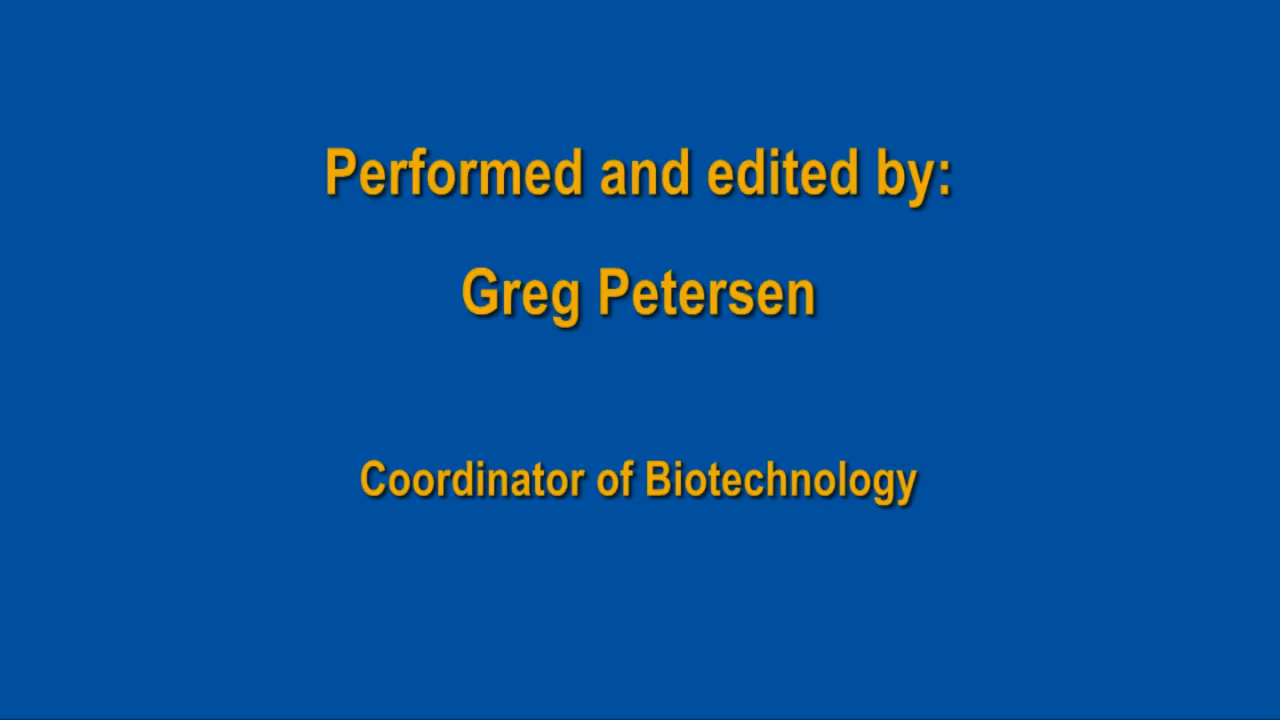 Performed and edited by:
Greg Petersen
Coordinator of Biotechnology